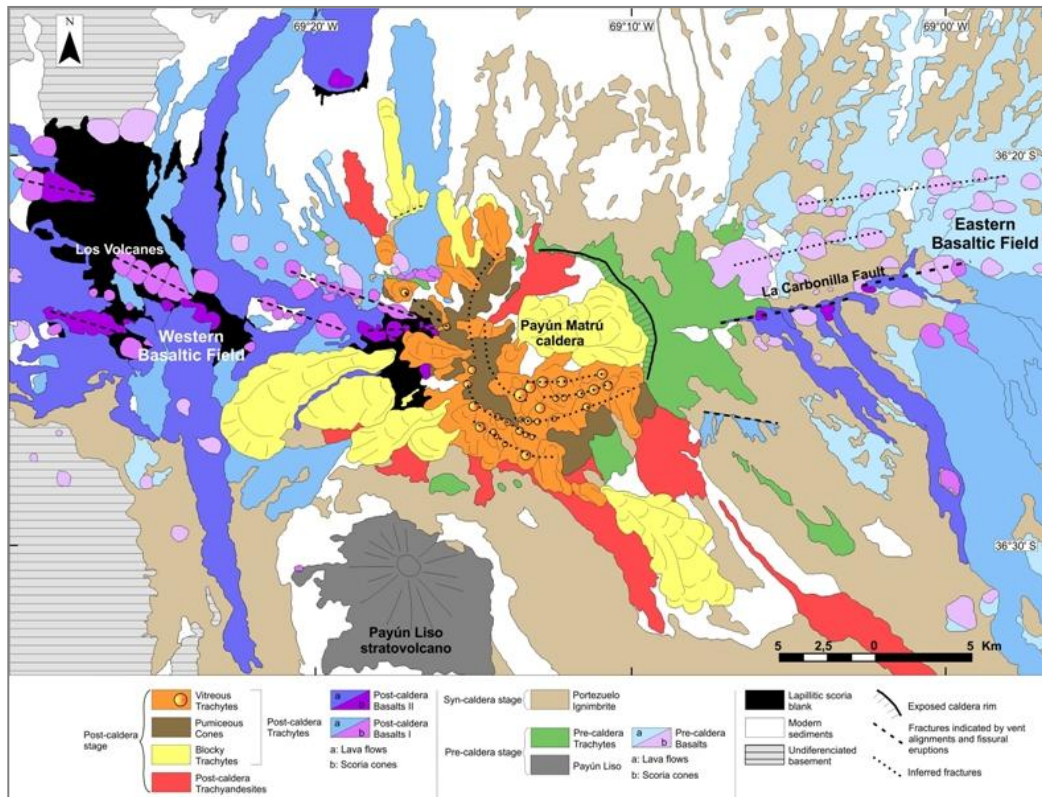 N
69°20' W
69°10' W
69°00' W
36°20' S
Los Volcanes
Eastern
Basaltic Field
La Carbonilla Fault
Western
Basaltic Field
Payún Matrú
caldera
36°30' S
Payún Liso
stratovolcano
5 2,5 0 5 Km
Post-caldera
stage
Vitreous
Trachytes
Pumiceous
Cones
Blocky
Trachytes
Post-caldera
Trachytes
Post-caldera
Trachyandesites
a b
Post-caldera
Basalts II
a b
Post-caldera
Basalts I
a: Lava flows
b: Scoria cones
Syn-caldera stage
Portezuelo
Ignimbrite
Pre-caldera stage
Pre-caldera
Trachytes
Payún Liso
a b
Pre-caldera
Basalts
a: Lava flows
b: Scoria cones
Lapillitic scoria
blank
Modern
sediments
Undiferenciated
basement
Exposed caldera rim
Fractures indicated by vent
alignments and fissural
eruptions
Inferred fractures